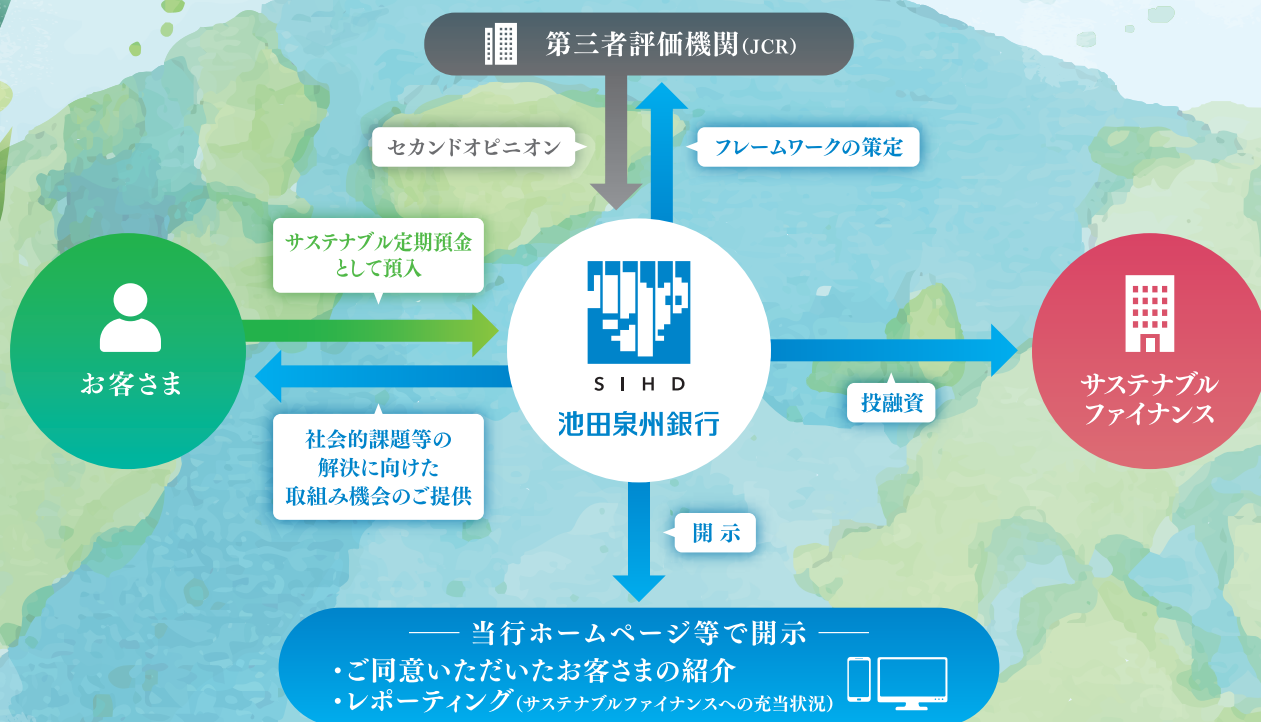 第三者評価機関(JCR)
セカンドオピニオン
フレームワークの策定
サステナブル定期預金
として預入
お客さま
社会的課題等の
解決に向けた
取組み機会のご提供
SIHD
池田泉州銀行
投融資
サステナブル
ファイナンス
開示
当行ホームページ等で開示
・ご同意いただいたお客さまの紹介
・レポーティング(サステナブルファイナンスへの充当状況)